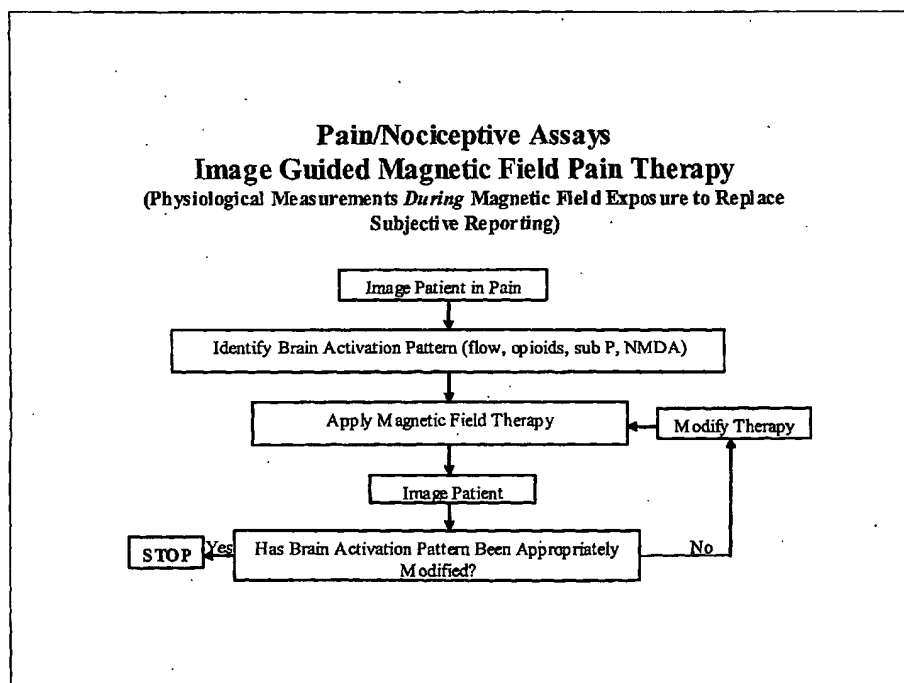 Pain/Nociceptive Assays
Image Guided Magnetic Field Pain Therapy
(Physiological Measurements During Magnetic Field Exposure to Replace
Subjective Reporting)
Image Patient in Pain
Identify Brain Activation Pattern (flow, opioids, sub P, NMDA)
Apply Magnetic Field Therapy
Modify Therapy
Image Patient
STOP
Yes
Has Brain Activation Pattern Been Appropriately
Modified?
No